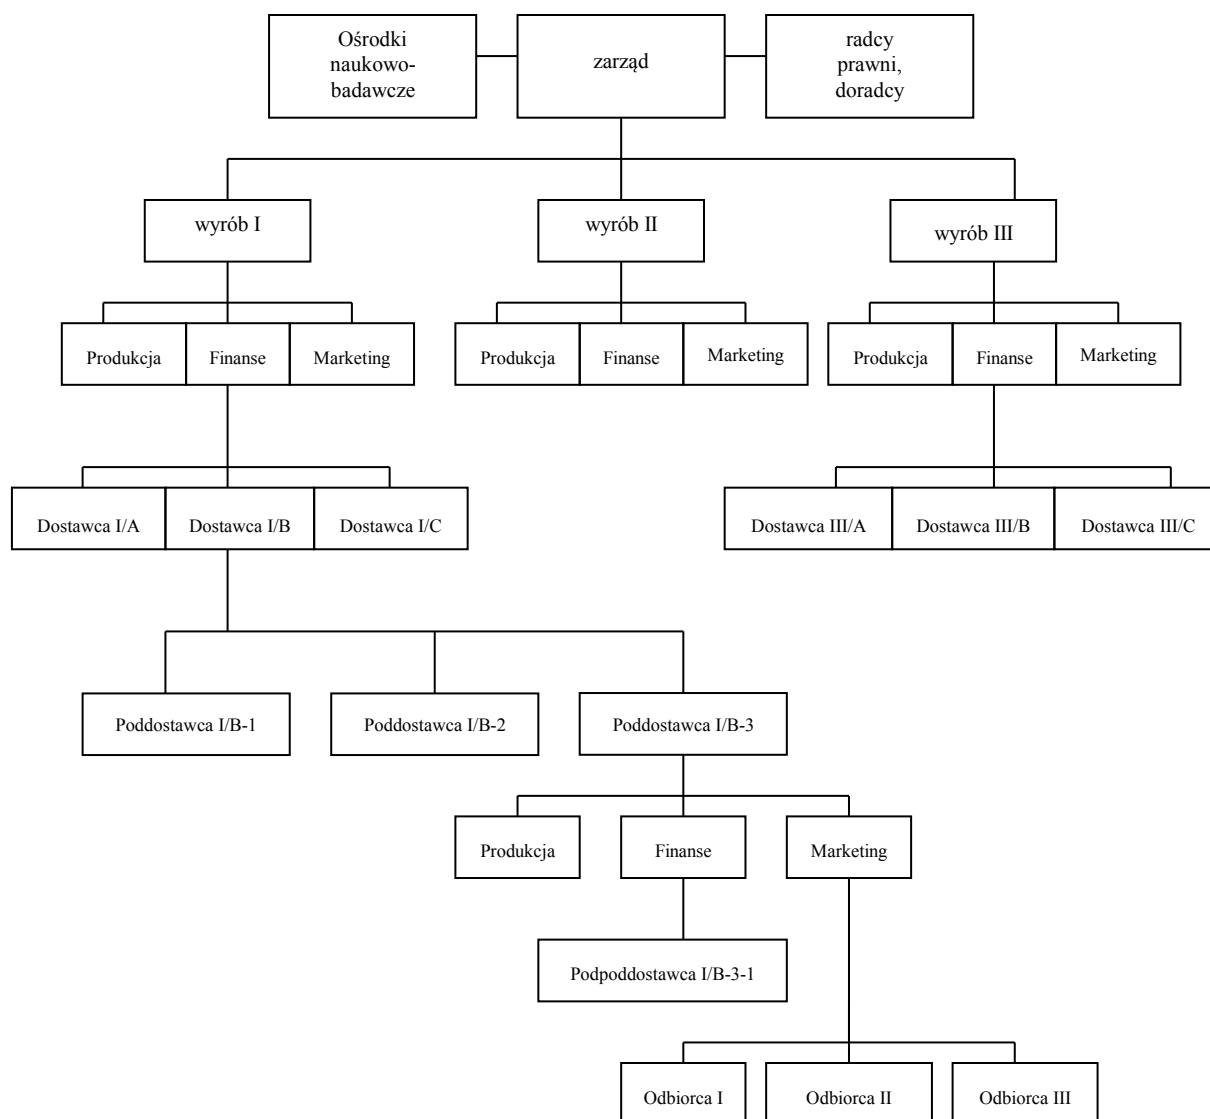 Ośrodki
naukowo-
badawcze
zarząd
radcy
prawni,
doradcy
wyrób I
wyrób II
wyrób III
Produkcja
Finanse
Marketing
Produkcja
Finanse
Marketing
Produkcja
Finanse
Marketing
Dostawca I/A
Dostawca I/B
Dostawca I/C
Dostawca III/A
Dostawca III/B
Dostawca III/C
Poddostawca I/B-1
Poddostawca I/B-2
Poddostawca I/B-3
Produkcja
Finanse
Marketing
Podpoddostawca I/B-3-1
Odbiorca I
Odbiorca II
Odbiorca III